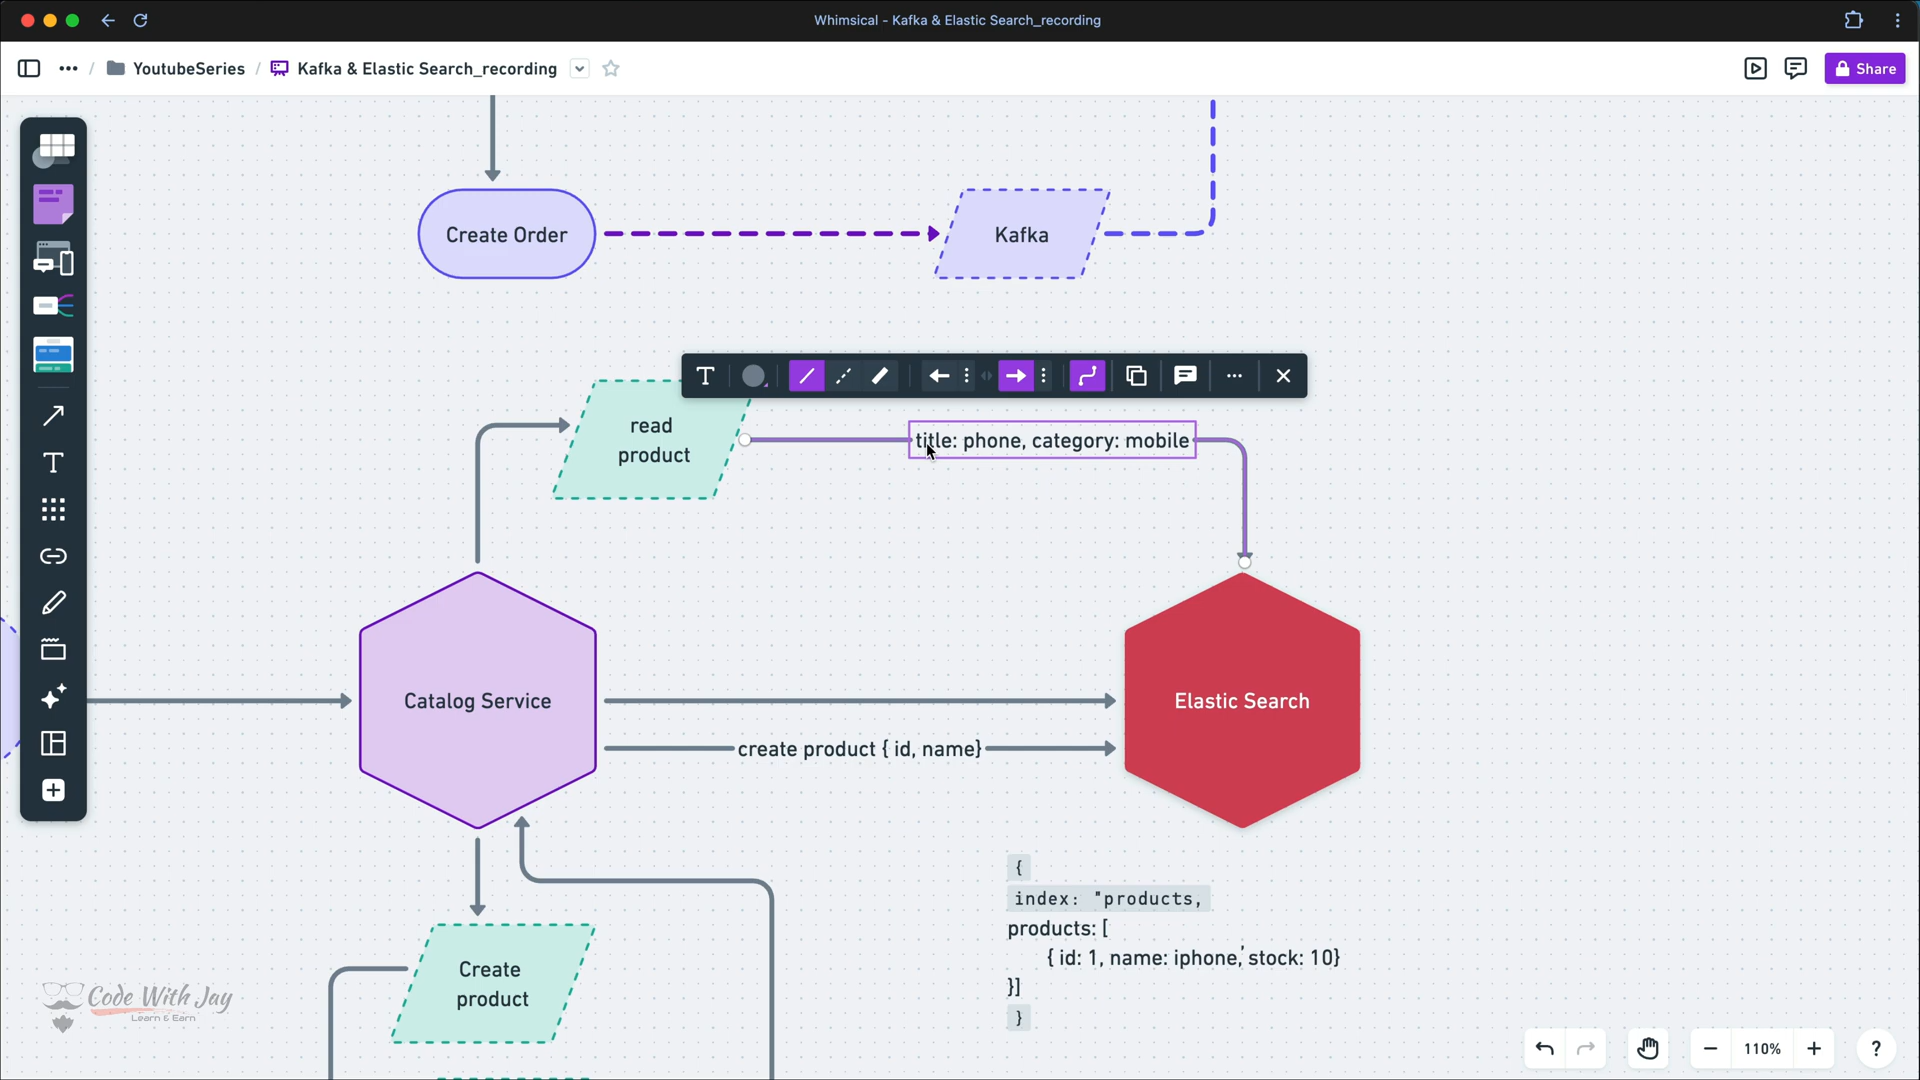 Whimsical - Kafka & Elastic Search_recording
/ YoutubeSeries / Kafka & Elastic Search_recording
Share
Create Order
Kafka
T
read
product
title: phone, category: mobile
T
Catalog Service
Elastic Search
create product { id, name}
{
index: "products,
products: [
{ id: 1, name: iphone,' stock: 10}
}]
}
Create
product
Code With Jay
Learn & Earn
110%
?